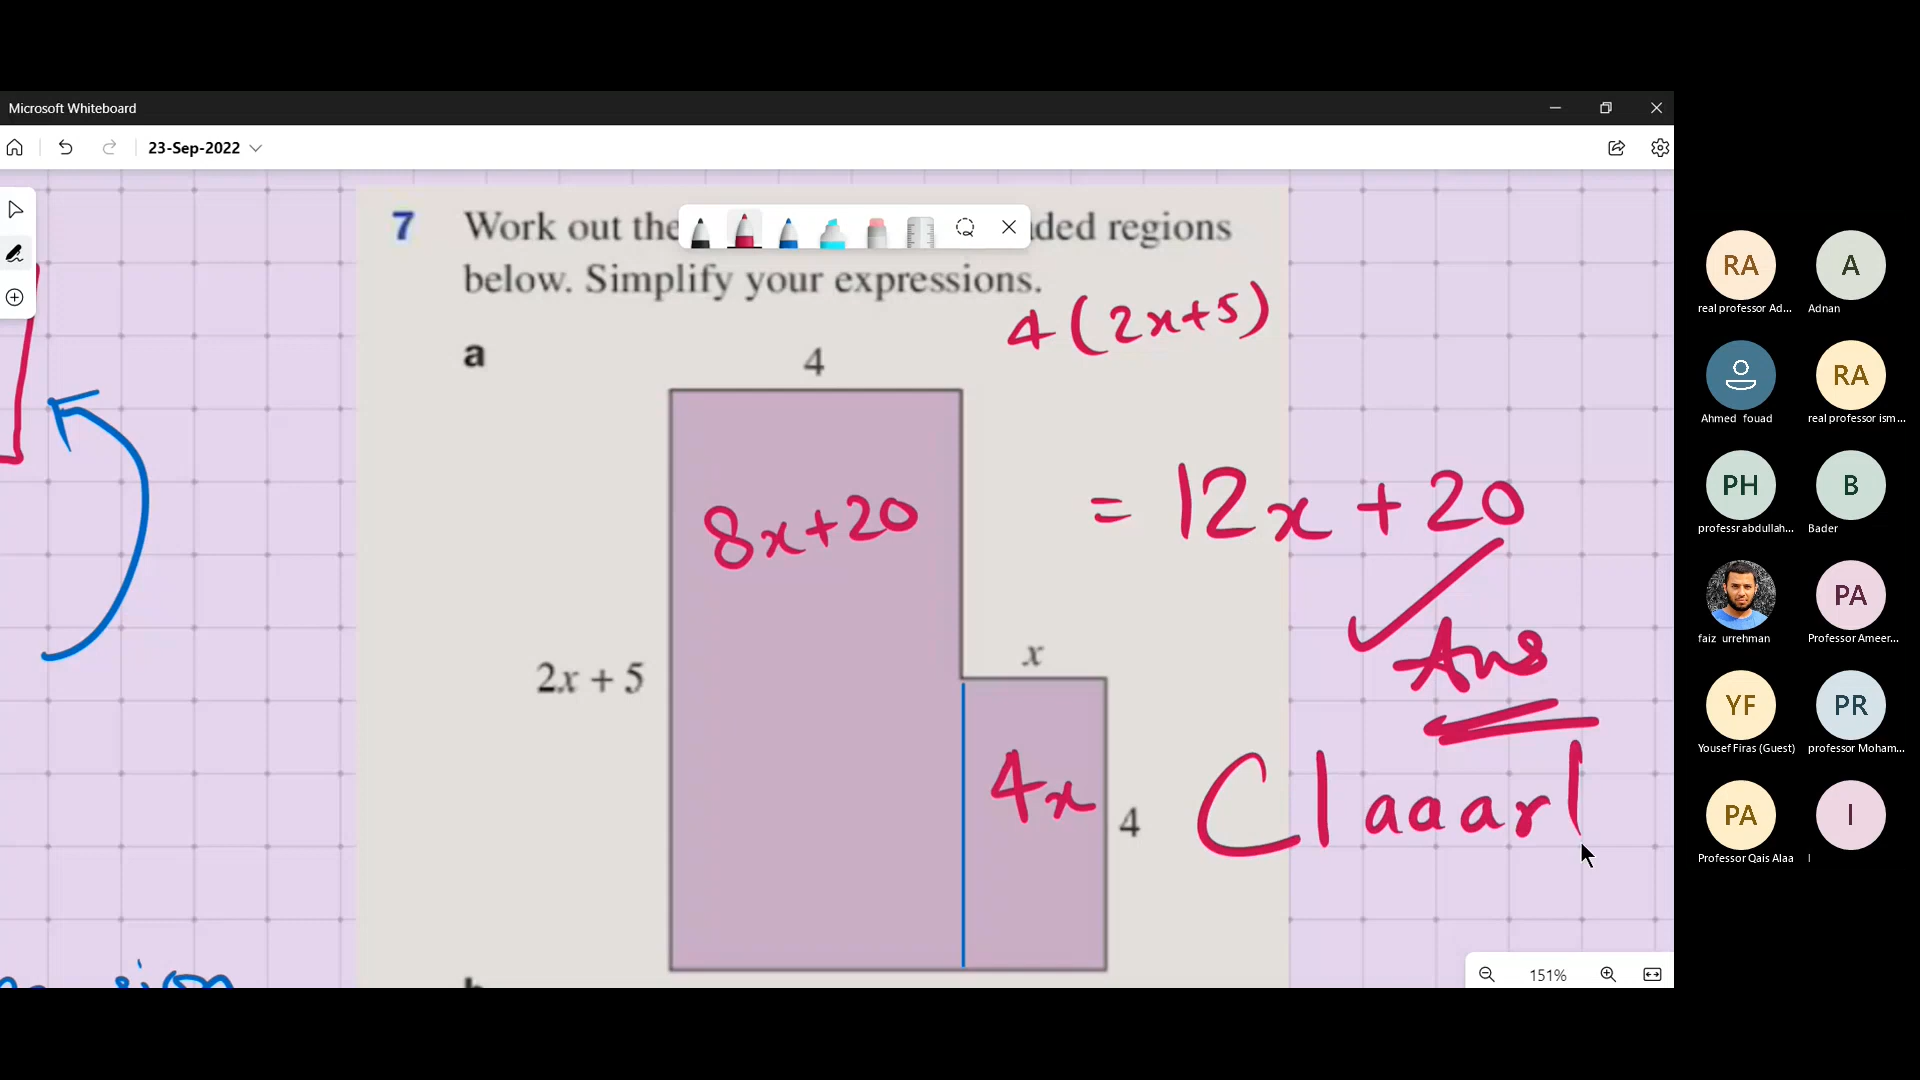 Microsoft Whiteboard
23-Sep-2022
7 Work out the ded regions
below. Simplify your expressions.
4(2x+5)
a
4
8x+20
= 12x+20
Ans
x
2x + 5
4x
4
Claaar!
151%
RA
real professor Ad...
A
Adnan
Ahmed fouad
RA
real professor ism...
PH
professr abdullah...
B
Bader
faiz urrehman
PA
Professor Ameer...
YF
Yousef Firas (Guest)
PR
professor Moham...
PA
Professor Qais Alaa
I
I